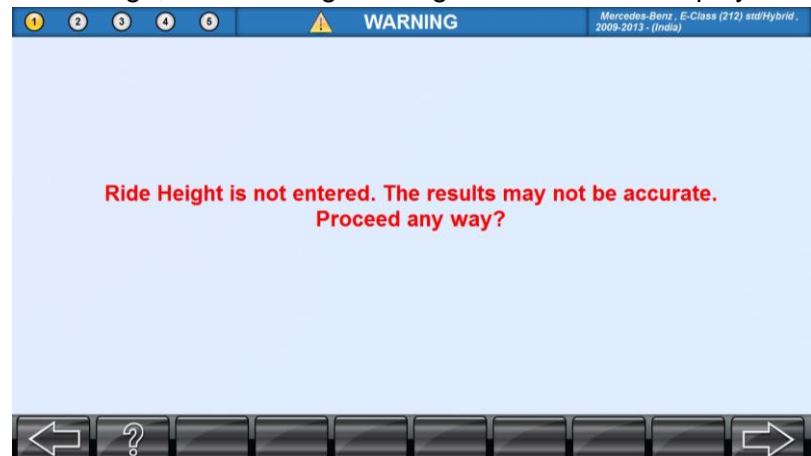 1 2 3 4 5 WARNING Mercedes-Benz , E-Class (212) std/Hybrid ,
2009-2013 - (India)
Ride Height is not entered. The results may not be accurate.
Proceed any way?
?